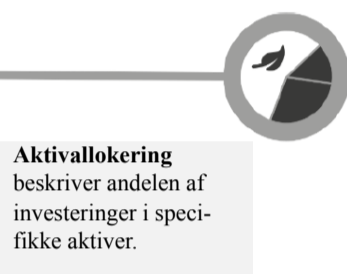 Aktivallokering
beskriver andelen af
investeringer i speci-
fikke aktiver.